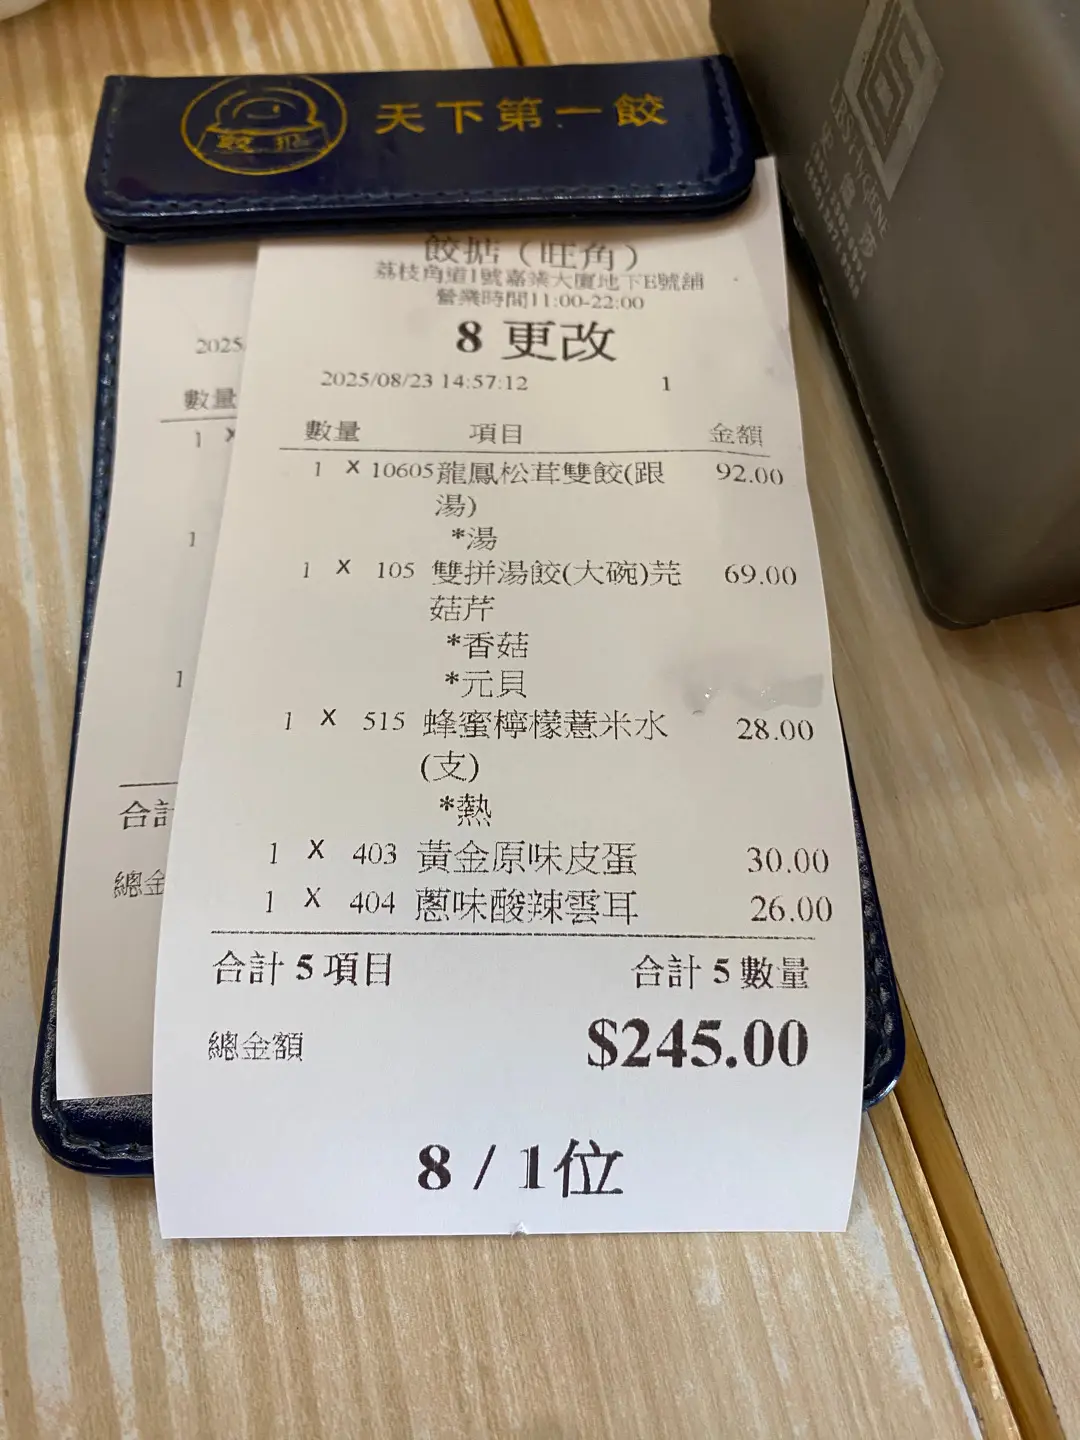 天下第一餃
餃掂（旺角）
荔枝角道1號嘉業大廈地下E號舖
營業時間11:00-22:00
8 更改
2025/08/23 14:57:12 1
數量 項目 金額
1 X 10605 龍鳳松茸雙餃(跟 92.00
湯)
*湯
1 X 105 雙拼湯餃(大碗)芫 69.00
茹芹
*香菇
*元貝
1 X 515 蜂蜜檸檬薏米水 28.00
(支)
*熱
1 X 403 黃金原味皮蛋 30.00
1 X 404 蔥味酸辣雲耳 26.00
合計 5 項目 合計 5 數量
總金額 $245.00
8 / 1位
2025
數量
1 X
1
1
合計
總金